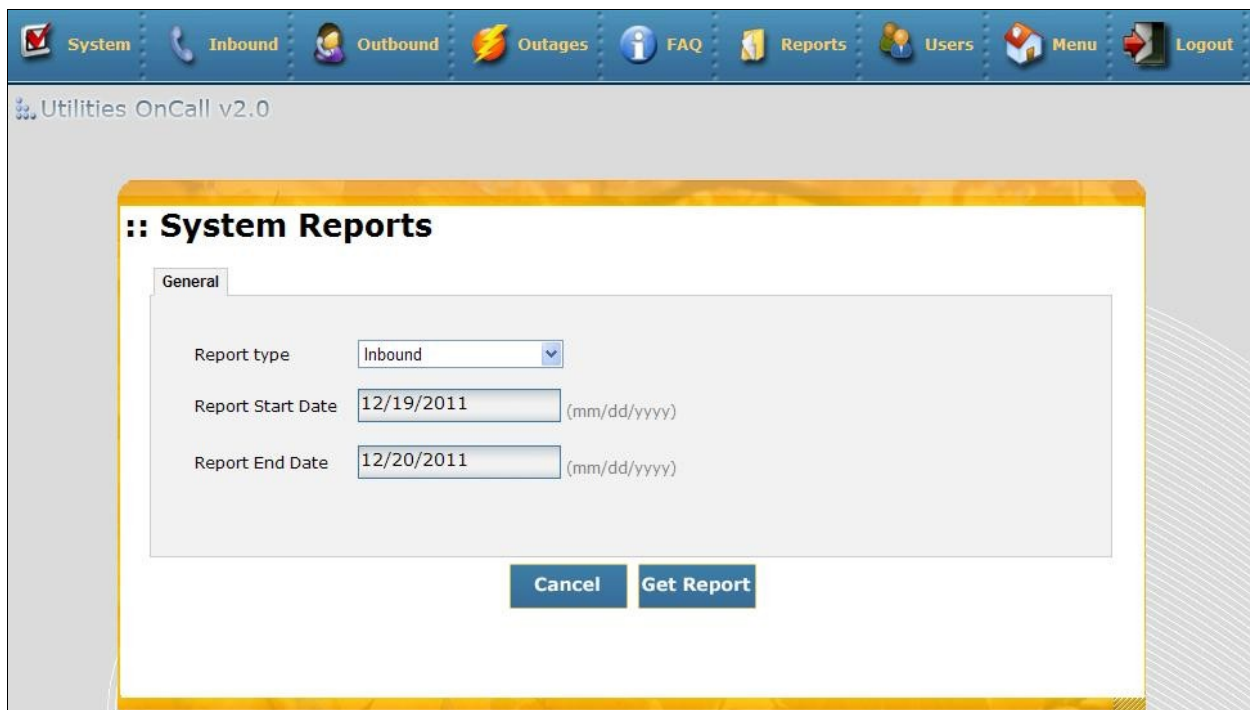 System Inbound Outbound Outages FAQ Reports Users Menu Logout
Utilities OnCall v2.0
:: System Reports
General
Report type Inbound
Report Start Date 12/19/2011 (mm/dd/yyyy)
Report End Date 12/20/2011 (mm/dd/yyyy)
Cancel Get Report